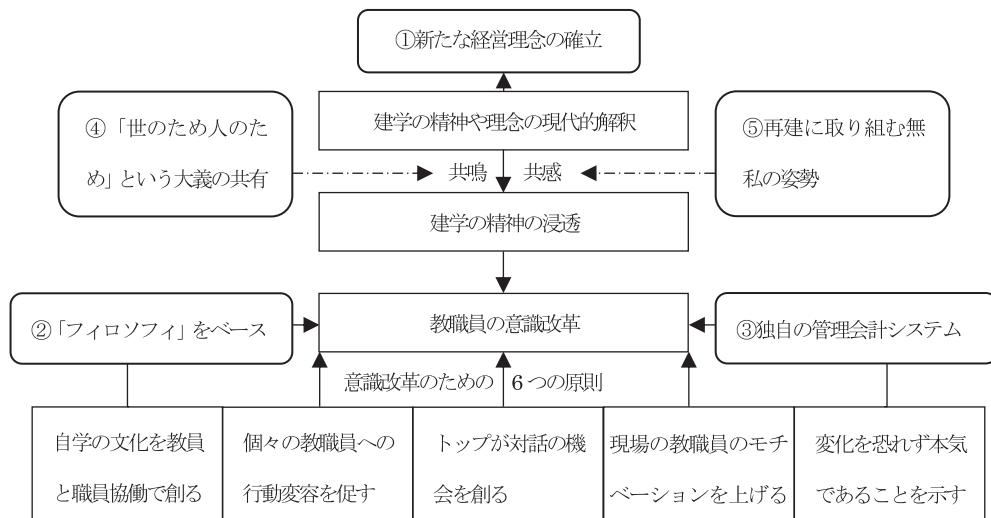 ①新たな経営理念の確立
④「世のため人のた
め」という大義の共有
建学の精神や理念の現代的解釈
⑤再建に取り組む無
私の姿勢
共鳴 共感
建学の精神の浸透
②「フィロソフィ」をベース
教職員の意識改革
③独自の管理会計システム
意識改革のための 6つの原則
自学の文化を教員
と職員協働で創る
個々の教職員への
行動変容を促す
トップが対話の機
会を創る
現場の教職員のモチ
ベーションを上げる
変化を恐れず本気
であることを示す